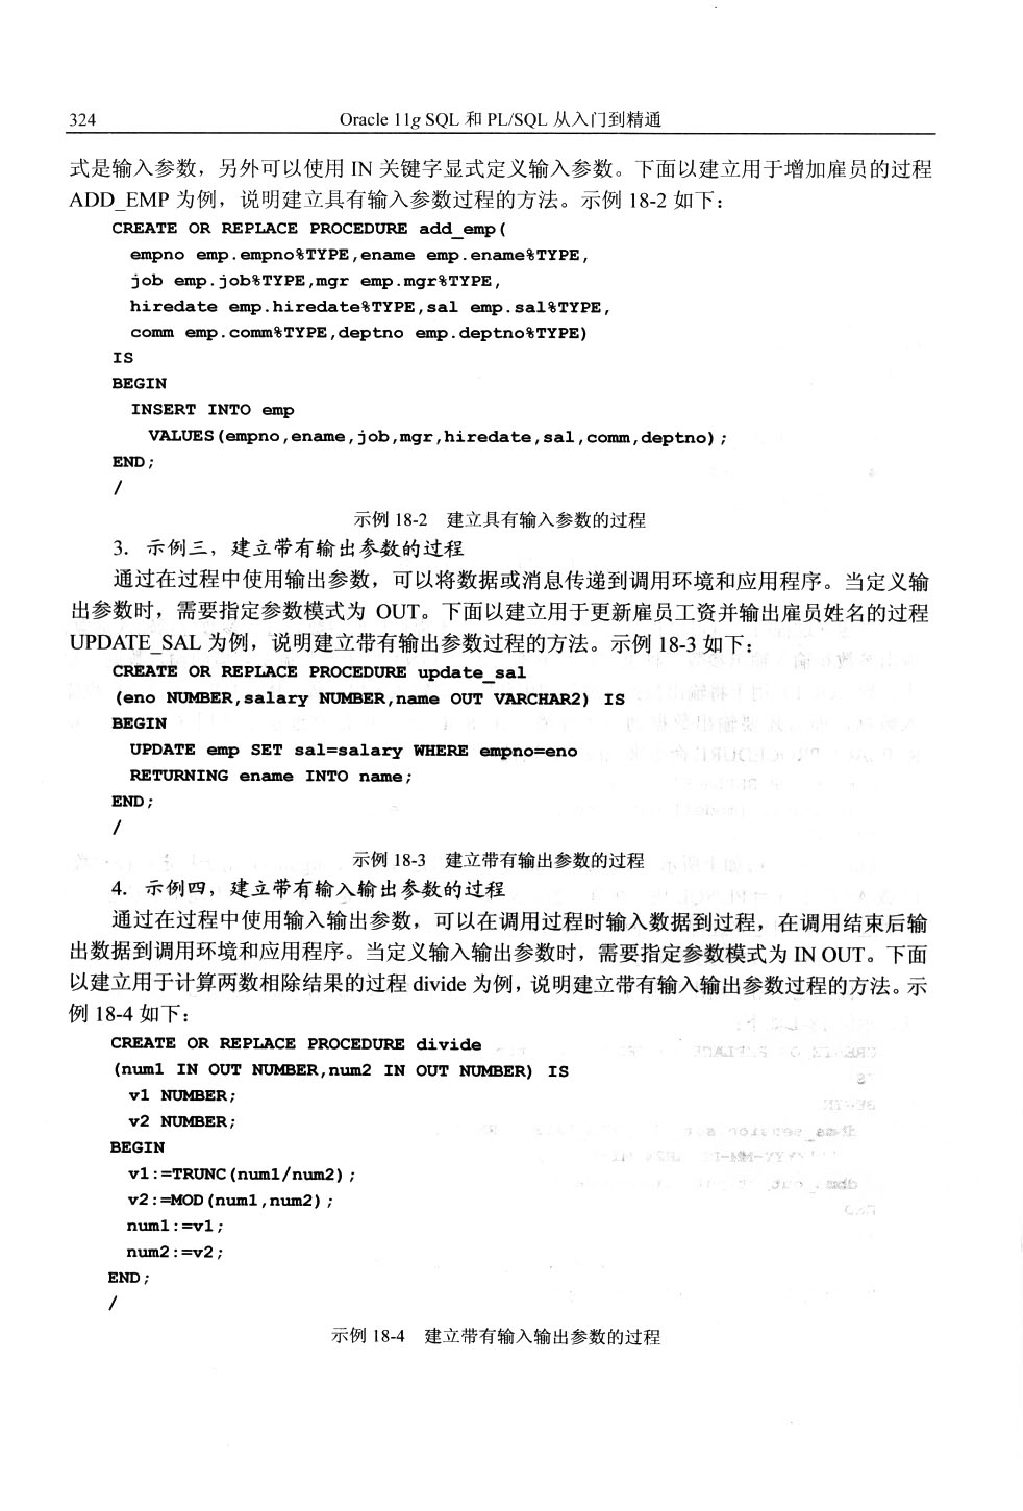 324
Oracle 11g SQL 和 PL/SQL 从入门到精通
式是输入参数，另外可以使用 IN 关键字显式定义输入参数。下面以建立用于增加雇员的过程
ADD_EMP 为例，说明建立具有输入参数过程的方法。示例 18-2 如下：
CREATE OR REPLACE PROCEDURE add_emp(
empno emp.empno%TYPE,ename emp.ename%TYPE,
job emp.job%TYPE,mgr emp.mgr%TYPE,
hiredate emp.hiredate%TYPE,sal emp.sal%TYPE,
comm emp.comm%TYPE,deptno emp.deptno%TYPE)
IS
BEGIN
INSERT INTO emp
VALUES(empno,ename,job,mgr,hiredate,sal,comm,deptno);
END;
/
示例 18-2 建立具有输入参数的过程
3. 示例三，建立带有输出参数的过程
通过在过程中使用输出参数，可以将数据或消息传递到调用环境和应用程序。当定义输
出参数时，需要指定参数模式为 OUT。下面以建立用于更新雇员工资并输出雇员姓名的过程
UPDATE_SAL 为例，说明建立带有输出参数过程的方法。示例 18-3 如下：
CREATE OR REPLACE PROCEDURE update_sal
(eno NUMBER,salary NUMBER,name OUT VARCHAR2) IS
BEGIN
UPDATE emp SET sal=salary WHERE empno=eno
RETURNING ename INTO name;
END;
/
示例 18-3 建立带有输出参数的过程
4. 示例四，建立带有输入输出参数的过程
通过在过程中使用输入输出参数，可以在调用过程时输入数据到过程，在调用结束后输
出数据到调用环境和应用程序。当定义输入输出参数时，需要指定参数模式为 IN OUT。下面
以建立用于计算两数相除结果的过程 divide 为例，说明建立带有输入输出参数过程的方法。示
例 18-4 如下：
CREATE OR REPLACE PROCEDURE divide
(num1 IN OUT NUMBER,num2 IN OUT NUMBER) IS
v1 NUMBER;
v2 NUMBER;
BEGIN
v1:=TRUNC(num1/num2);
v2:=MOD(num1,num2);
num1:=v1;
num2:=v2;
END;
/
示例 18-4 建立带有输入输出参数的过程